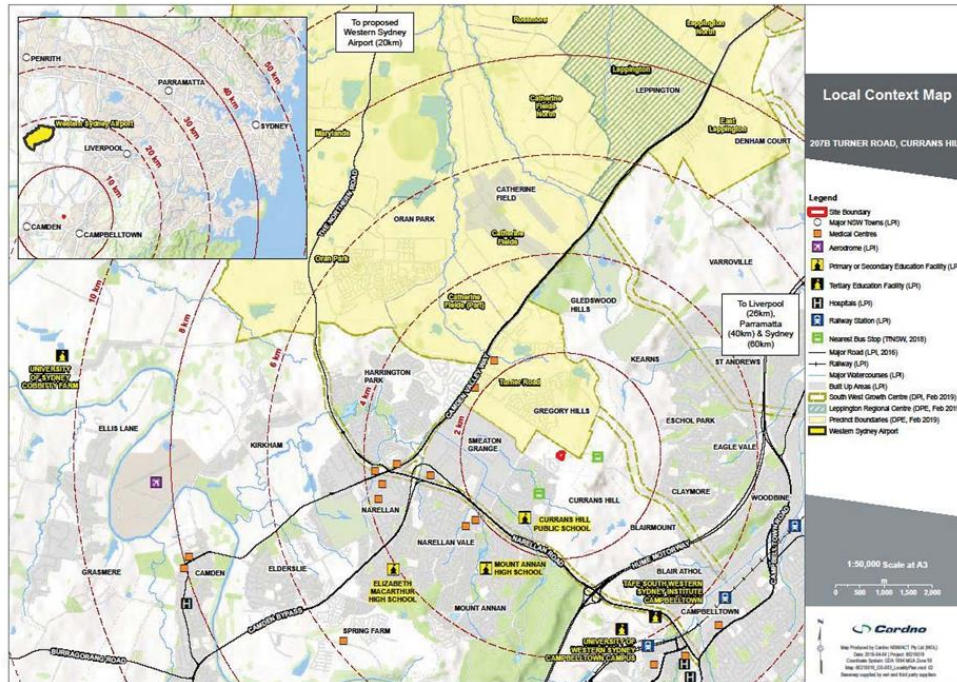 To proposed
Western Sydney
Airport (20km)
PENRITH
PARRAMATTA
SYDNEY
Western Sydney Airport
LIVERPOOL
CAMDEN
CAMPBELLTOWN
10 km
20 km
30 km
40 km
50 km
Rossmore
Leppington
North
Leppington
LEPPINGTON
Catherine
Fields
North
East
Leppington
DENHAM COURT
Marylands
THE NORTHERN ROAD
CATHERINE
FIELD
ORAN PARK
Catherine
Fields
Oran Park
VARROVILLE
Catherine
Fields (Part)
GLEDSWOOD
HILLS
To Liverpool
(26km),
Parramatta
(40km) & Sydney
(60km)
10 km
8 km
6 km
4 km
2 km
UNIVERSITY
OF SYDNEY
COBBITTY FARM
HARRINGTON
PARK
CAMDEN VALLEY WAY
KEARNS
ST ANDREWS
Turner Road
GREGORY HILLS
ESCHOL PARK
ELLIS LANE
KIRKHAM
SMEATON
GRANGE
EAGLE VALE
CLAYMORE
WOODBINE
NARELLAN
CURRANS HILL
CURRANS HILL
PUBLIC SCHOOL
BLAIRMOUNT
NARELLAN VALE
NARELLAN ROAD
HUME MOTORWAY
CAMPBELLTOWN ROAD
GRASMERE
CAMDEN
ELDERSLIE
ELIZABETH
MACARTHUR
HIGH SCHOOL
MOUNT ANNAN
HIGH SCHOOL
BLAIR ATHOL
TAFE SOUTH WESTERN
SYDNEY INSTITUTE
CAMPBELLTOWN
CAMPBELLTOWN
MOUNT ANNAN
CAMDEN BYPASS
SPRING FARM
UNIVERSITY OF
WESTERN SYDNEY
CAMPBELLTOWN CAMPUS
BURRAGORANG ROAD
Local Context Map
207B TURNER ROAD, CURRANS HIL
Legend
Site Boundary
Major NSW Towns (LPI)
Medical Centres
Aerodrome (LPI)
Primary or Secondary Education Facility (LP
Tertiary Education Facility (LPI)
Hospitals (LPI)
Railway Station (LPI)
Nearest Bus Stop (TfNSW, 2018)
Major Road (LPI, 2016)
Railway (LPI)
Major Watercourses (LPI)
Built Up Areas (LPI)
South West Growth Centre (DPI, Feb 2019)
Leppington Regional Centre (DPE, Feb 2019
Precinct Boundaries (DPE, Feb 2019)
Western Sydney Airport
1:50,000 Scale at A3
m
0 500 1,000 2,000
Cardno